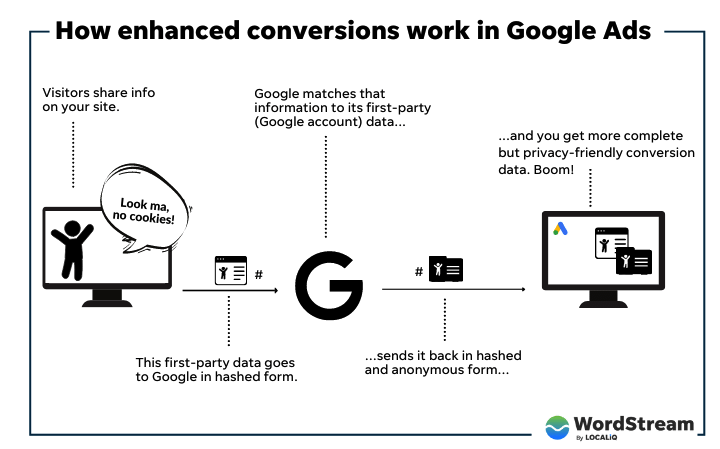 How enhanced conversions work in Google Ads
Visitors share info
on your site.
Google matches that
information to its first-party
(Google account) data...
...and you get more complete
but privacy-friendly conversion
data. Boom!
Look ma,
no cookies!
#
#
This first-party data goes
to Google in hashed form.
...sends it back in hashed
and anonymous form...
WordStream
By LOCALiQ